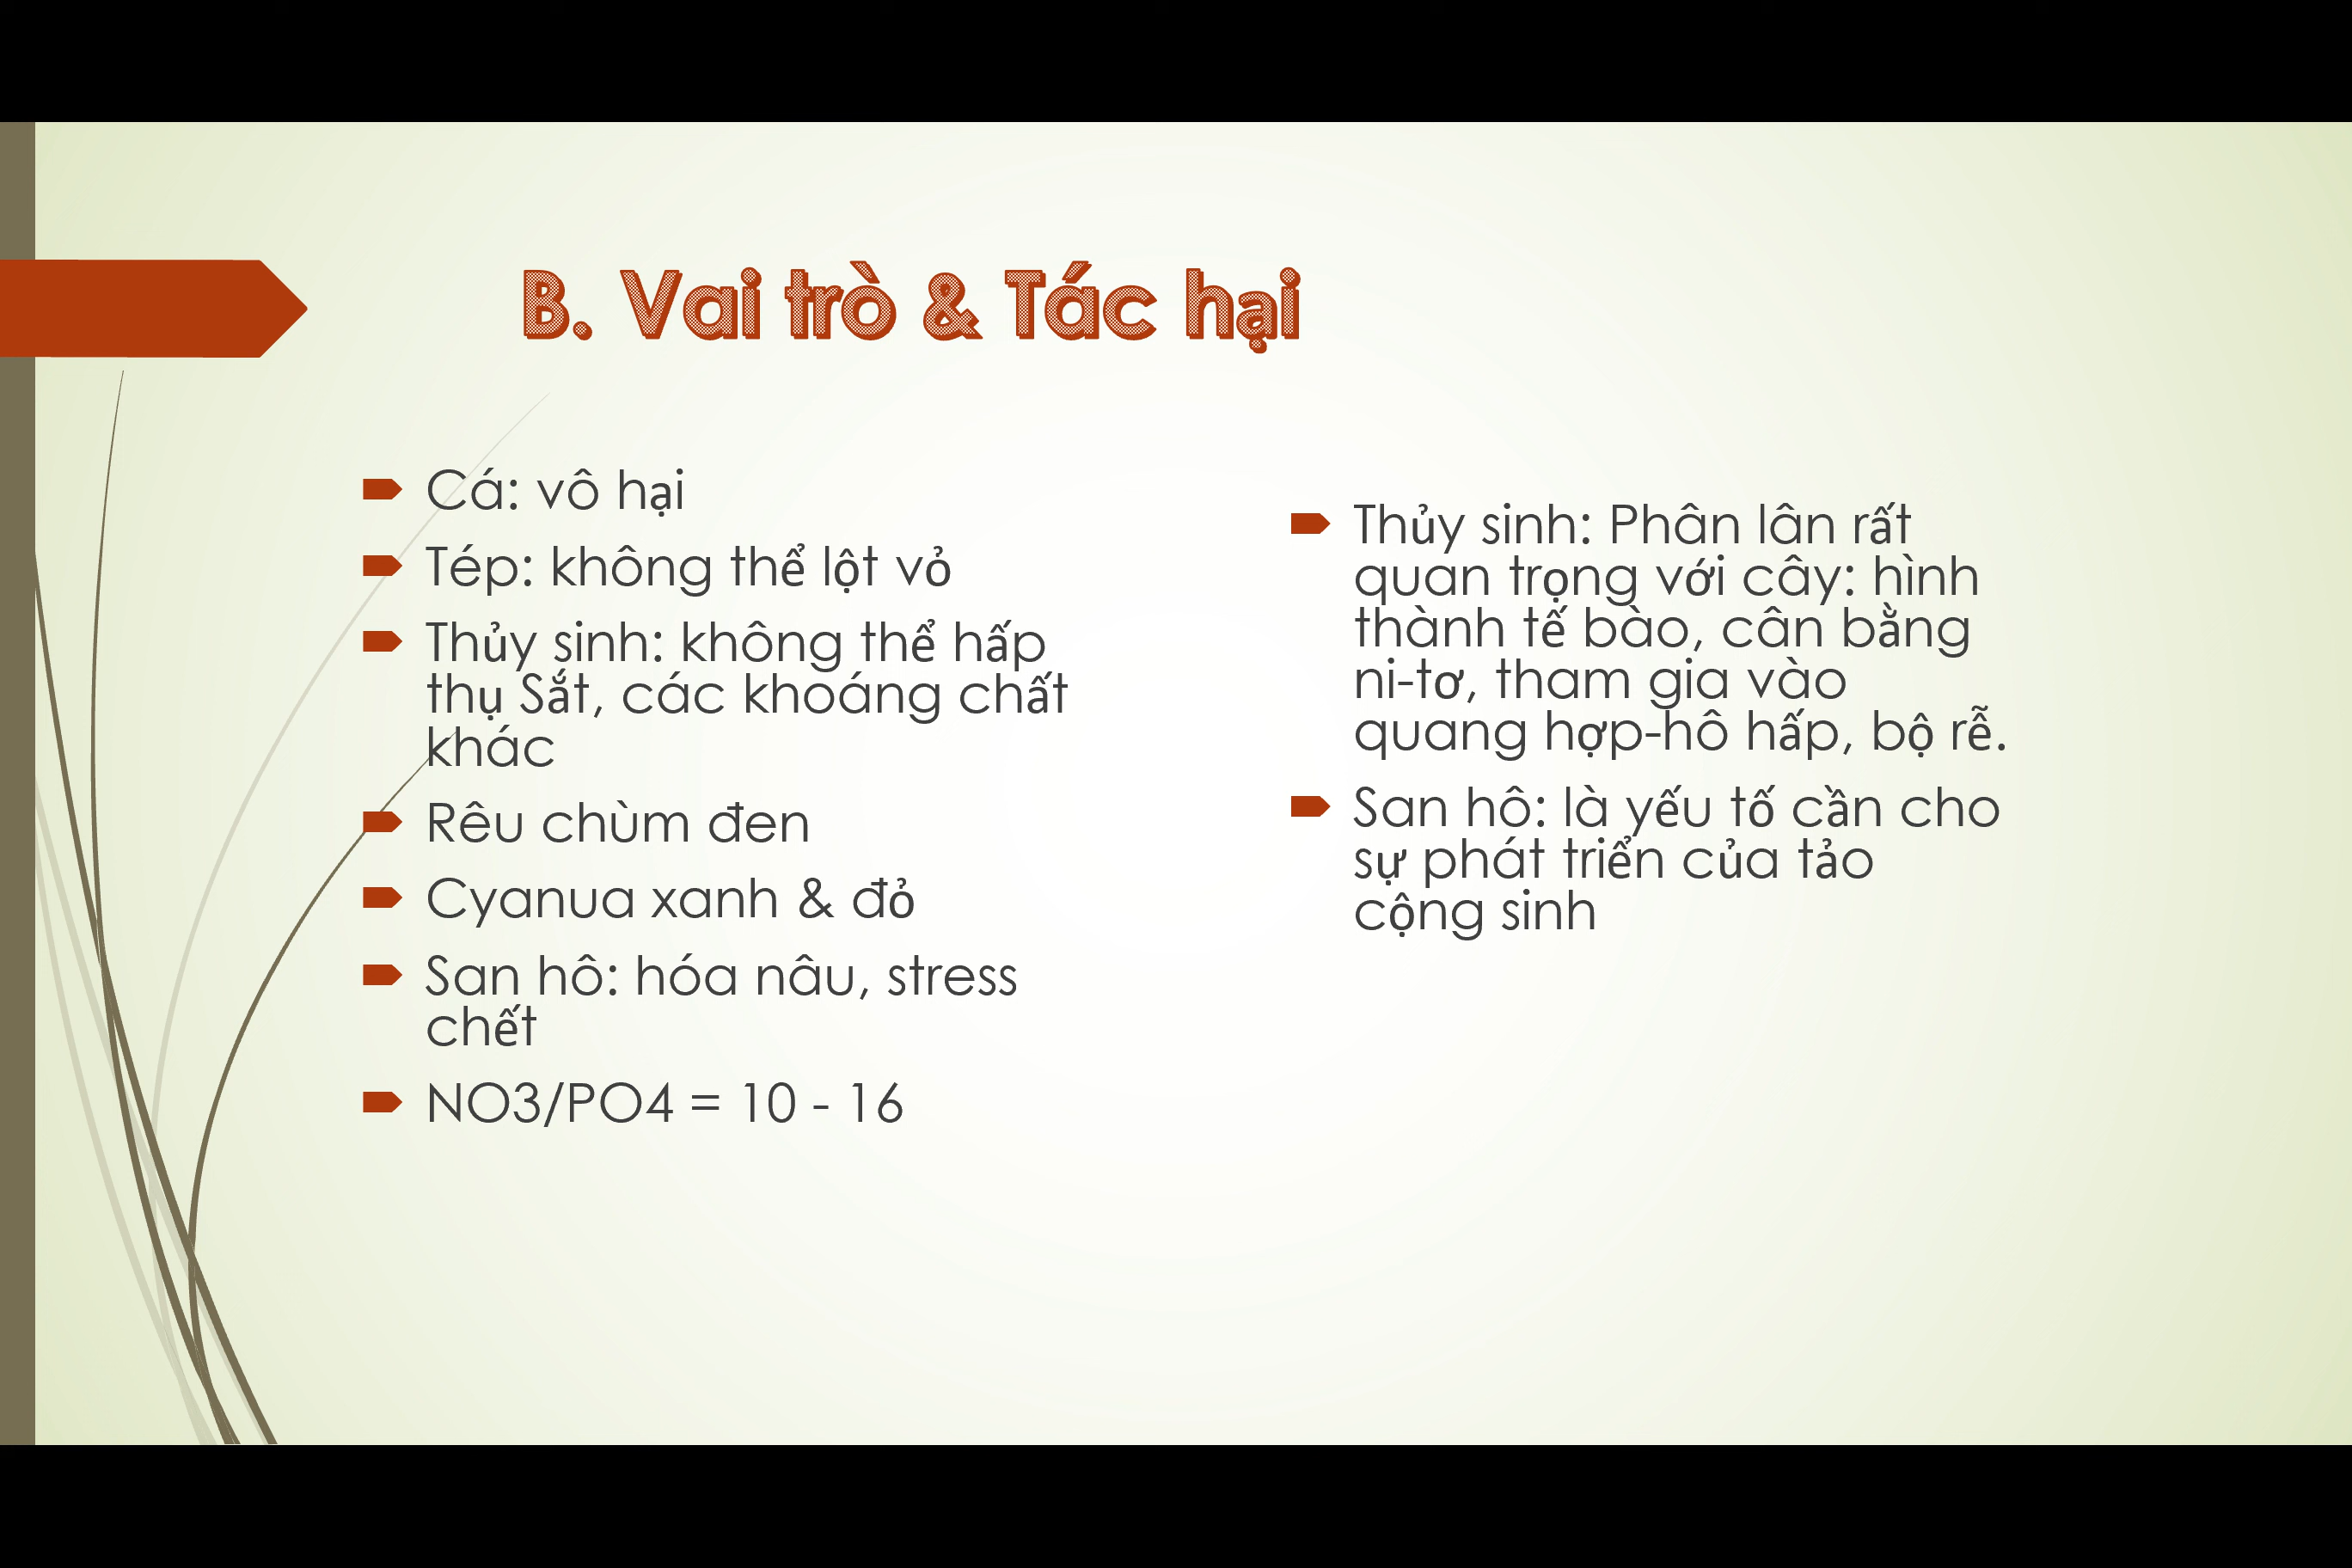 B. Vai trò & Tác hại
Cá: vô hại
Tép: không thể lột vỏ
Thủy sinh: không thể hấp
thụ Sắt, các khoáng chất
khác
Rêu chùm đen
Cyanua xanh & đỏ
San hô: hóa nâu, stress
chết
NO3/PO4 = 10 - 16
Thủy sinh: Phân lân rất
quan trọng với cây: hình
thành tế bào, cân bằng
ni-tơ, tham gia vào
quang hợp-hô hấp, bộ rễ.
San hô: là yếu tố cần cho
sự phát triển của tảo
cộng sinh